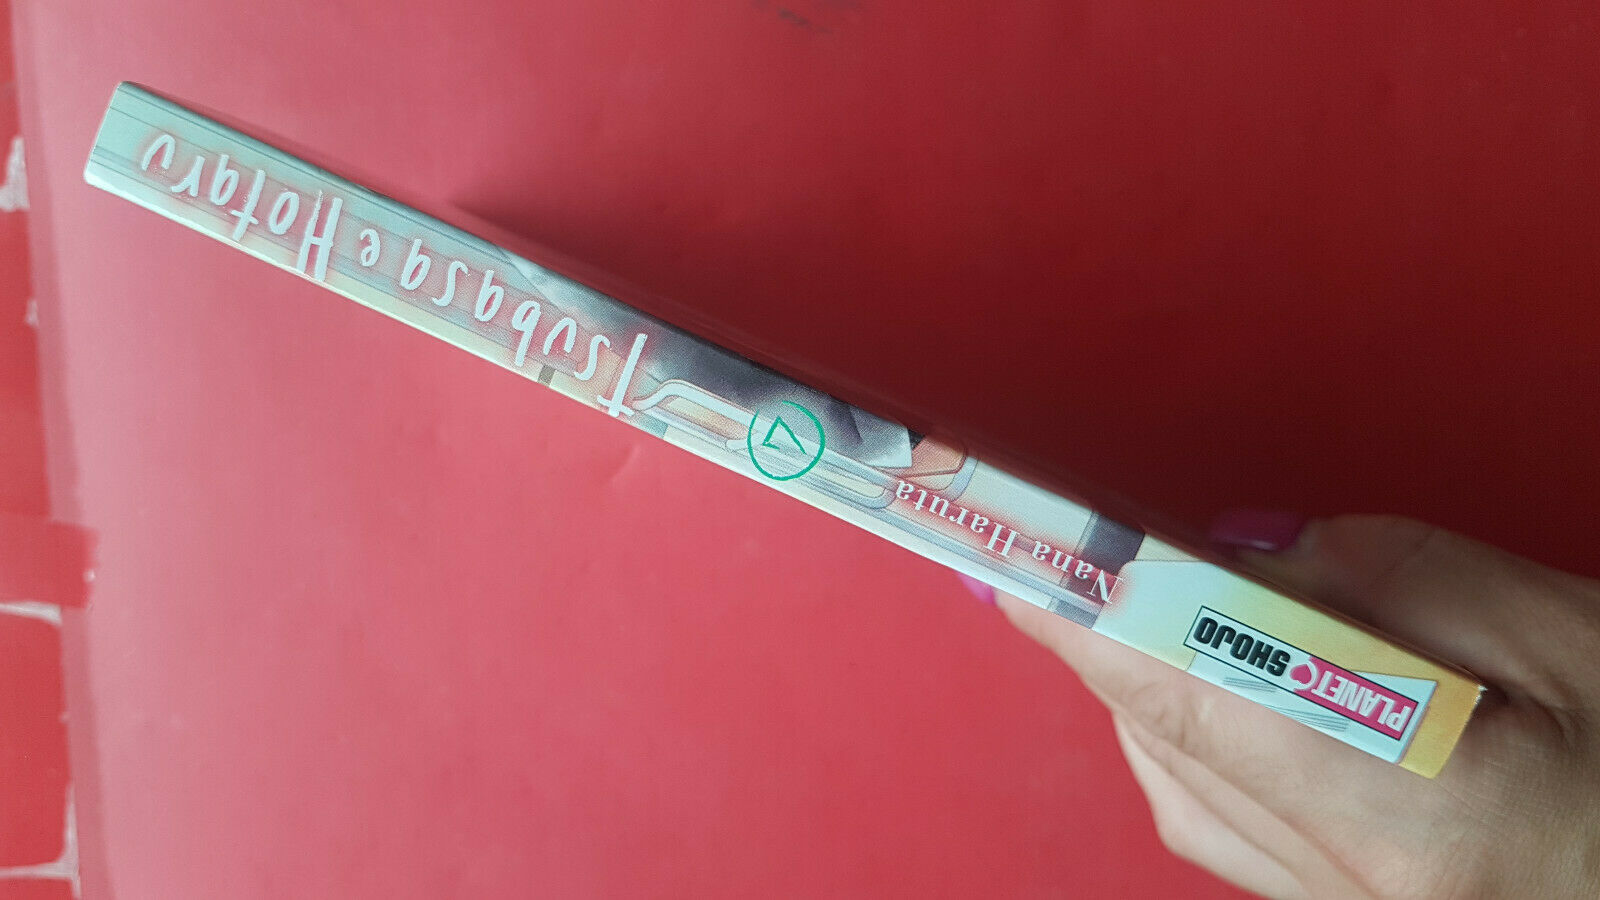 Nana Haruta
7
Tsubasa e Hotaru
PLANET SHOJO